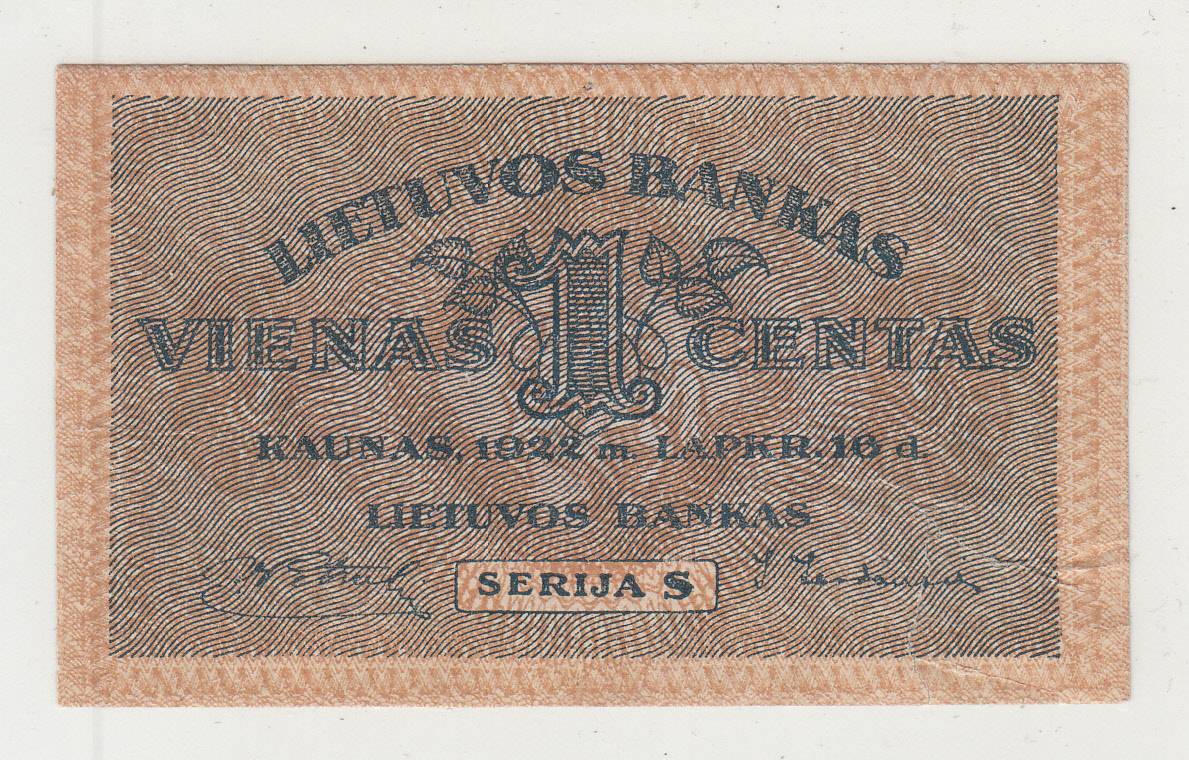 LIETUVOS BANKAS
VIENAS 1 CENTAS
KAUNAS, 1922 m. LAPKR. 16 d.
LIETUVOS BANKAS
SERIJA S